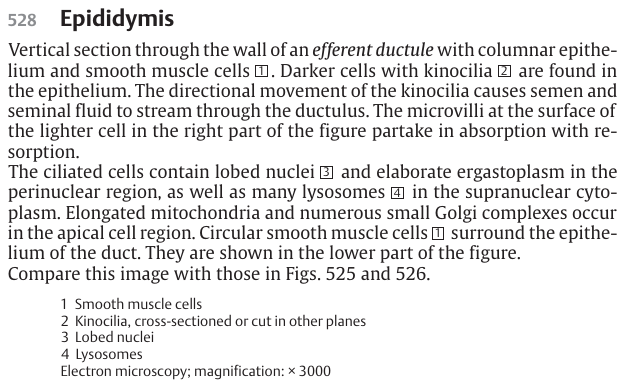 528 Epididymis
Vertical section through the wall of an efferent ductule with columnar epithe-
lium and smooth muscle cells 1. Darker cells with kinocilia 2 are found in
the epithelium. The directional movement of the kinocilia causes semen and
seminal fluid to stream through the ductulus. The microvilli at the surface of
the lighter cell in the right part of the figure partake in absorption with re-
sorption.
The ciliated cells contain lobed nuclei 3 and elaborate ergastoplasm in the
perinuclear region, as well as many lysosomes 4 in the supranuclear cyto-
plasm. Elongated mitochondria and numerous small Golgi complexes occur
in the apical cell region. Circular smooth muscle cells 1 surround the epithe-
lium of the duct. They are shown in the lower part of the figure.
Compare this image with those in Figs. 525 and 526.
1 Smooth muscle cells
2 Kinocilia, cross-sectioned or cut in other planes
3 Lobed nuclei
4 Lysosomes
Electron microscopy; magnification: × 3000